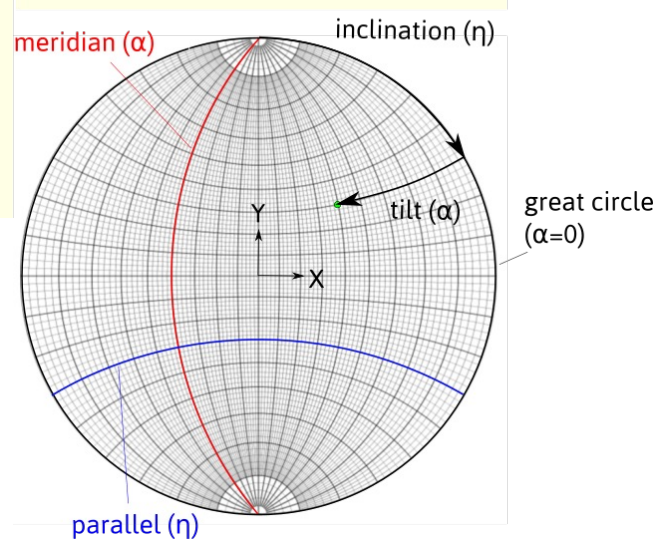 inclination (η)
meridian (α)
tilt (α)
great circle
(α=0)
Y
X
parallel (η)